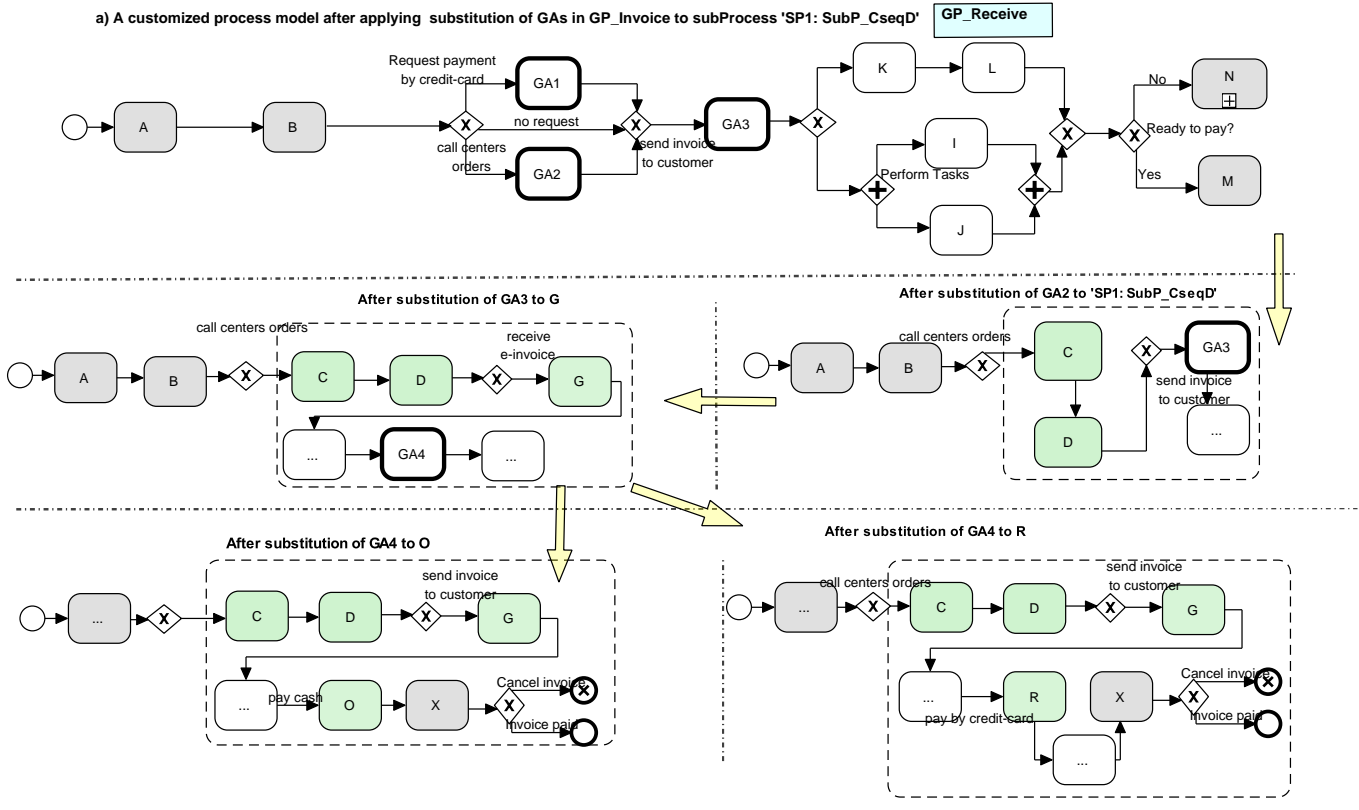 a) A customized process model after applying  substitution of GAs in GP_Invoice to subProcess 'SP1: SubP_CseqD'
GP_Receive
Request payment
by credit-card
GA1
K
L
No
N
A
B
X
no request
X
send invoice
to customer
GA3
X
X
X
Ready to pay?
call centers
orders
GA2
I
Perform Tasks
J
Yes
M
After substitution of GA3 to G
call centers orders
receive
e-invoice
A
B
X
C
D
X
G
...
GA4
...
After substitution of GA2 to 'SP1: SubP_CseqD'
call centers orders
A
B
X
C
X
GA3
send invoice
to customer
D
...
After substitution of GA4 to O
send invoice
to customer
...
X
C
D
X
G
...
pay cash
O
X
X
Cancel invoice
Invoice paid
After substitution of GA4 to R
call centers orders
send invoice
to customer
...
X
C
D
X
G
...
pay by credit-card
R
X
X
Cancel invoice
Invoice paid
...